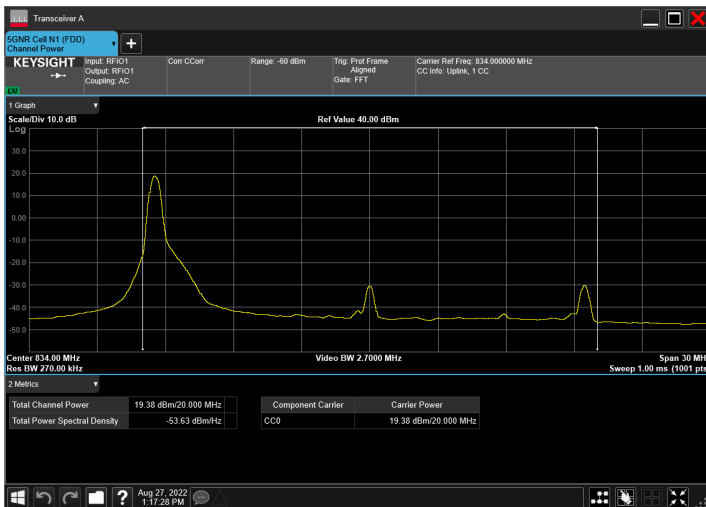 Transceiver A
5GNR Cell N1 (FDD)
Channel Power
KEYSIGHT
LXI
Input: RFIO1
Output: RFIO1
Coupling: AC
Corr CCorr
Range: -60 dBm
Trig: Prot Frame
Aligned
Gate: FFT
Carrier Ref Freq: 834.000000 MHz
CC Info: Uplink, 1 CC
1 Graph
Scale/Div 10.0 dB
Ref Value 40.00 dBm
Log
30.0
20.0
10.0
0.00
-10.0
-20.0
-30.0
-40.0
-50.0
Center 834.00 MHz
Video BW 2.7000 MHz
Span 30 MH
Res BW 270.00 kHz
Sweep 1.00 ms (1001 pts
2 Metrics
Total Channel Power 19.38 dBm/20.000 MHz
Total Power Spectral Density -53.63 dBm/Hz
Component Carrier Carrier Power
CC0 19.38 dBm/20.000 MHz
Aug 27, 2022
1:17:28 PM